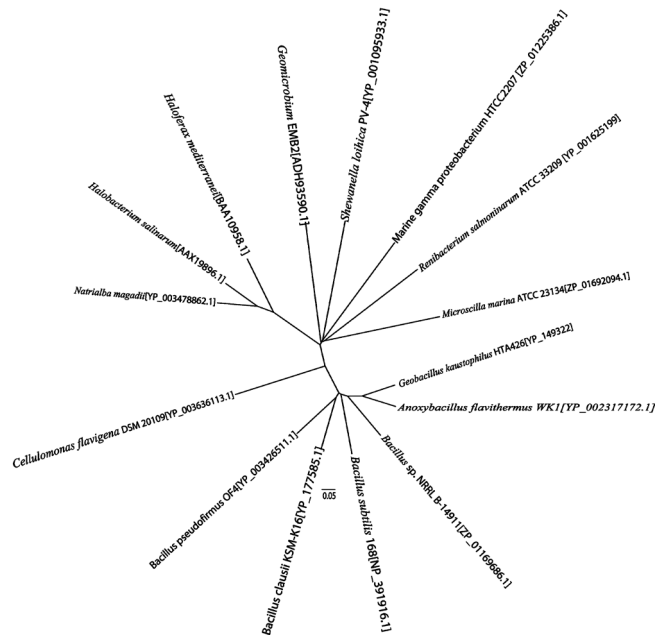 Geomicrobium EMB2[ADH93590.1]
Shewanella loihica PV-4[YP_001095933.1]
Marine gamma proteobacterium HTCC2207 [ZP_01225386.1]
Renibacterium salmoninarum ATCC 33209 [YP_001625199]
Microscilla marina ATCC 23134[ZP_01692094.1]
Geobacillus kaustophilus HTA426[YP_149322]
Anoxybacillus flavithermus WK1[YP_002317172.1]
Bacillus sp. NRRL B-14911[ZP_01169686.1]
Bacillus subtilis 168[NP_391916.1]
0.05
Bacillus clausii KSM-K16[YP_177585.1]
Bacillus pseudofirmus OF4[YP_003426511.1]
Cellulomonas flavigena DSM 20109[YP_003636113.1]
Natrialba magadii[YP_003478862.1]
Halobacterium salinarum[AAX19896.1]
Haloferax mediterranei[BAA10958.1]